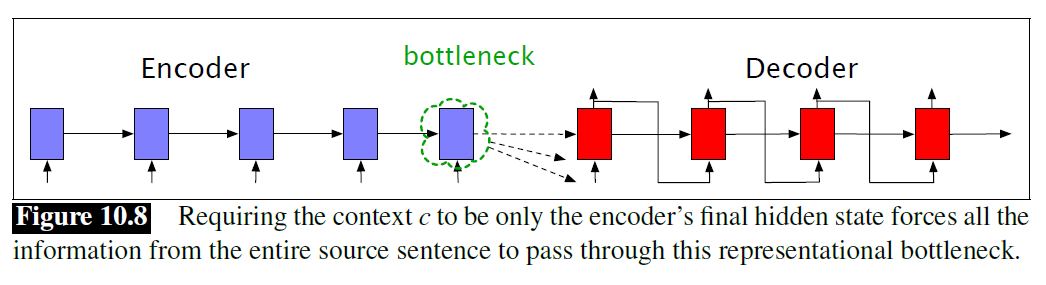 bottleneck
Encoder
Decoder
Figure 10.8 Requiring the context c to be only the encoder's final hidden state forces all the
information from the entire source sentence to pass through this representational bottleneck.